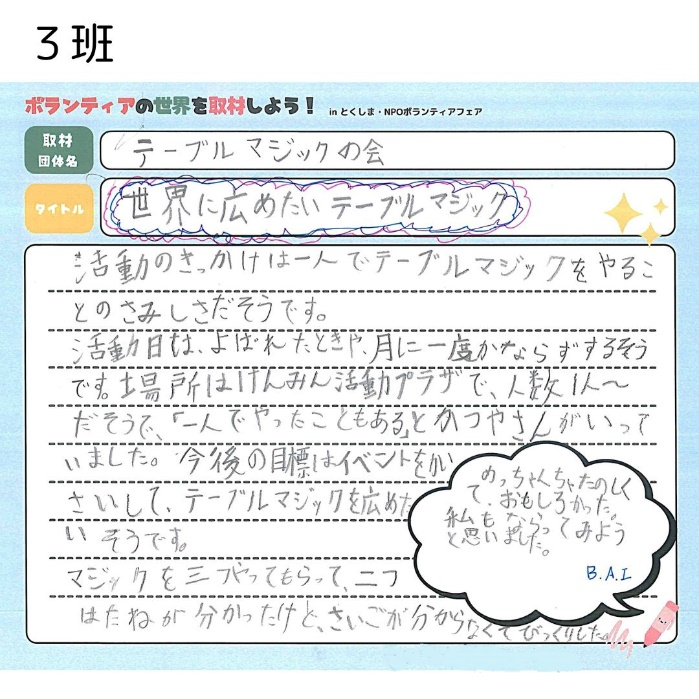 3班
ボランティアの世界を取材しよう! in とくしま・NPOボランティアフェア
取材
団体名
テーブルマジックの会
タイトル
世界に広めたいテーブルマジック
活動のきっかけは一人でテーブルマジックをやるこ
とのさみしさだそうです。
活動日は、よばれたときや、月に一度かならずするそう
です。場所はけんみん活動プラザで、人数1人〜
だそうで、「一人でやったこともある」とかつやさんがいって
いました。今後の目標はイベントをかい
さいして、テーブルマジックを広めた
いそうです。
マジックを三つやってもらって、二つ
はたねが分かったけど、さいごが分からなくてびっくりした。
めっちゃんちゃたのしく
て、おもしろかった。
私もならってみよう
と思いました。
B.A.I